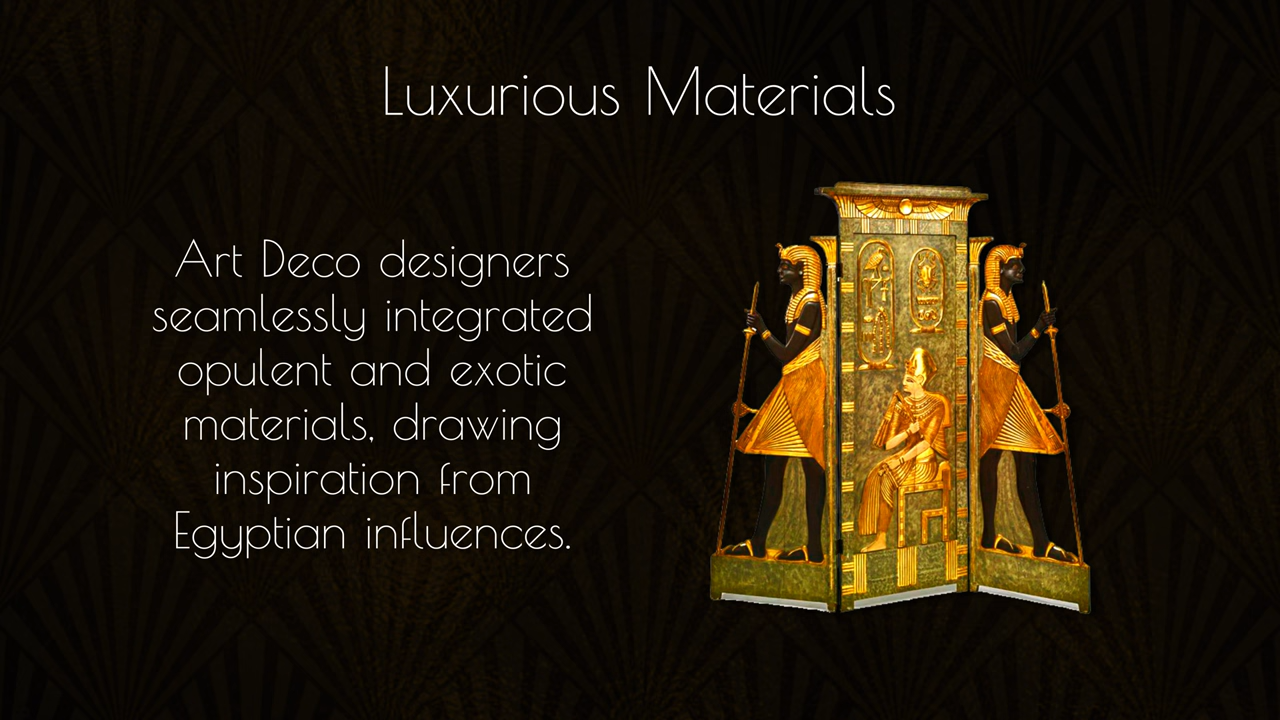 Luxurious Materials
Art Deco designers
seamlessly integrated
opulent and exotic
materials, drawing
inspiration from
Egyptian influences.